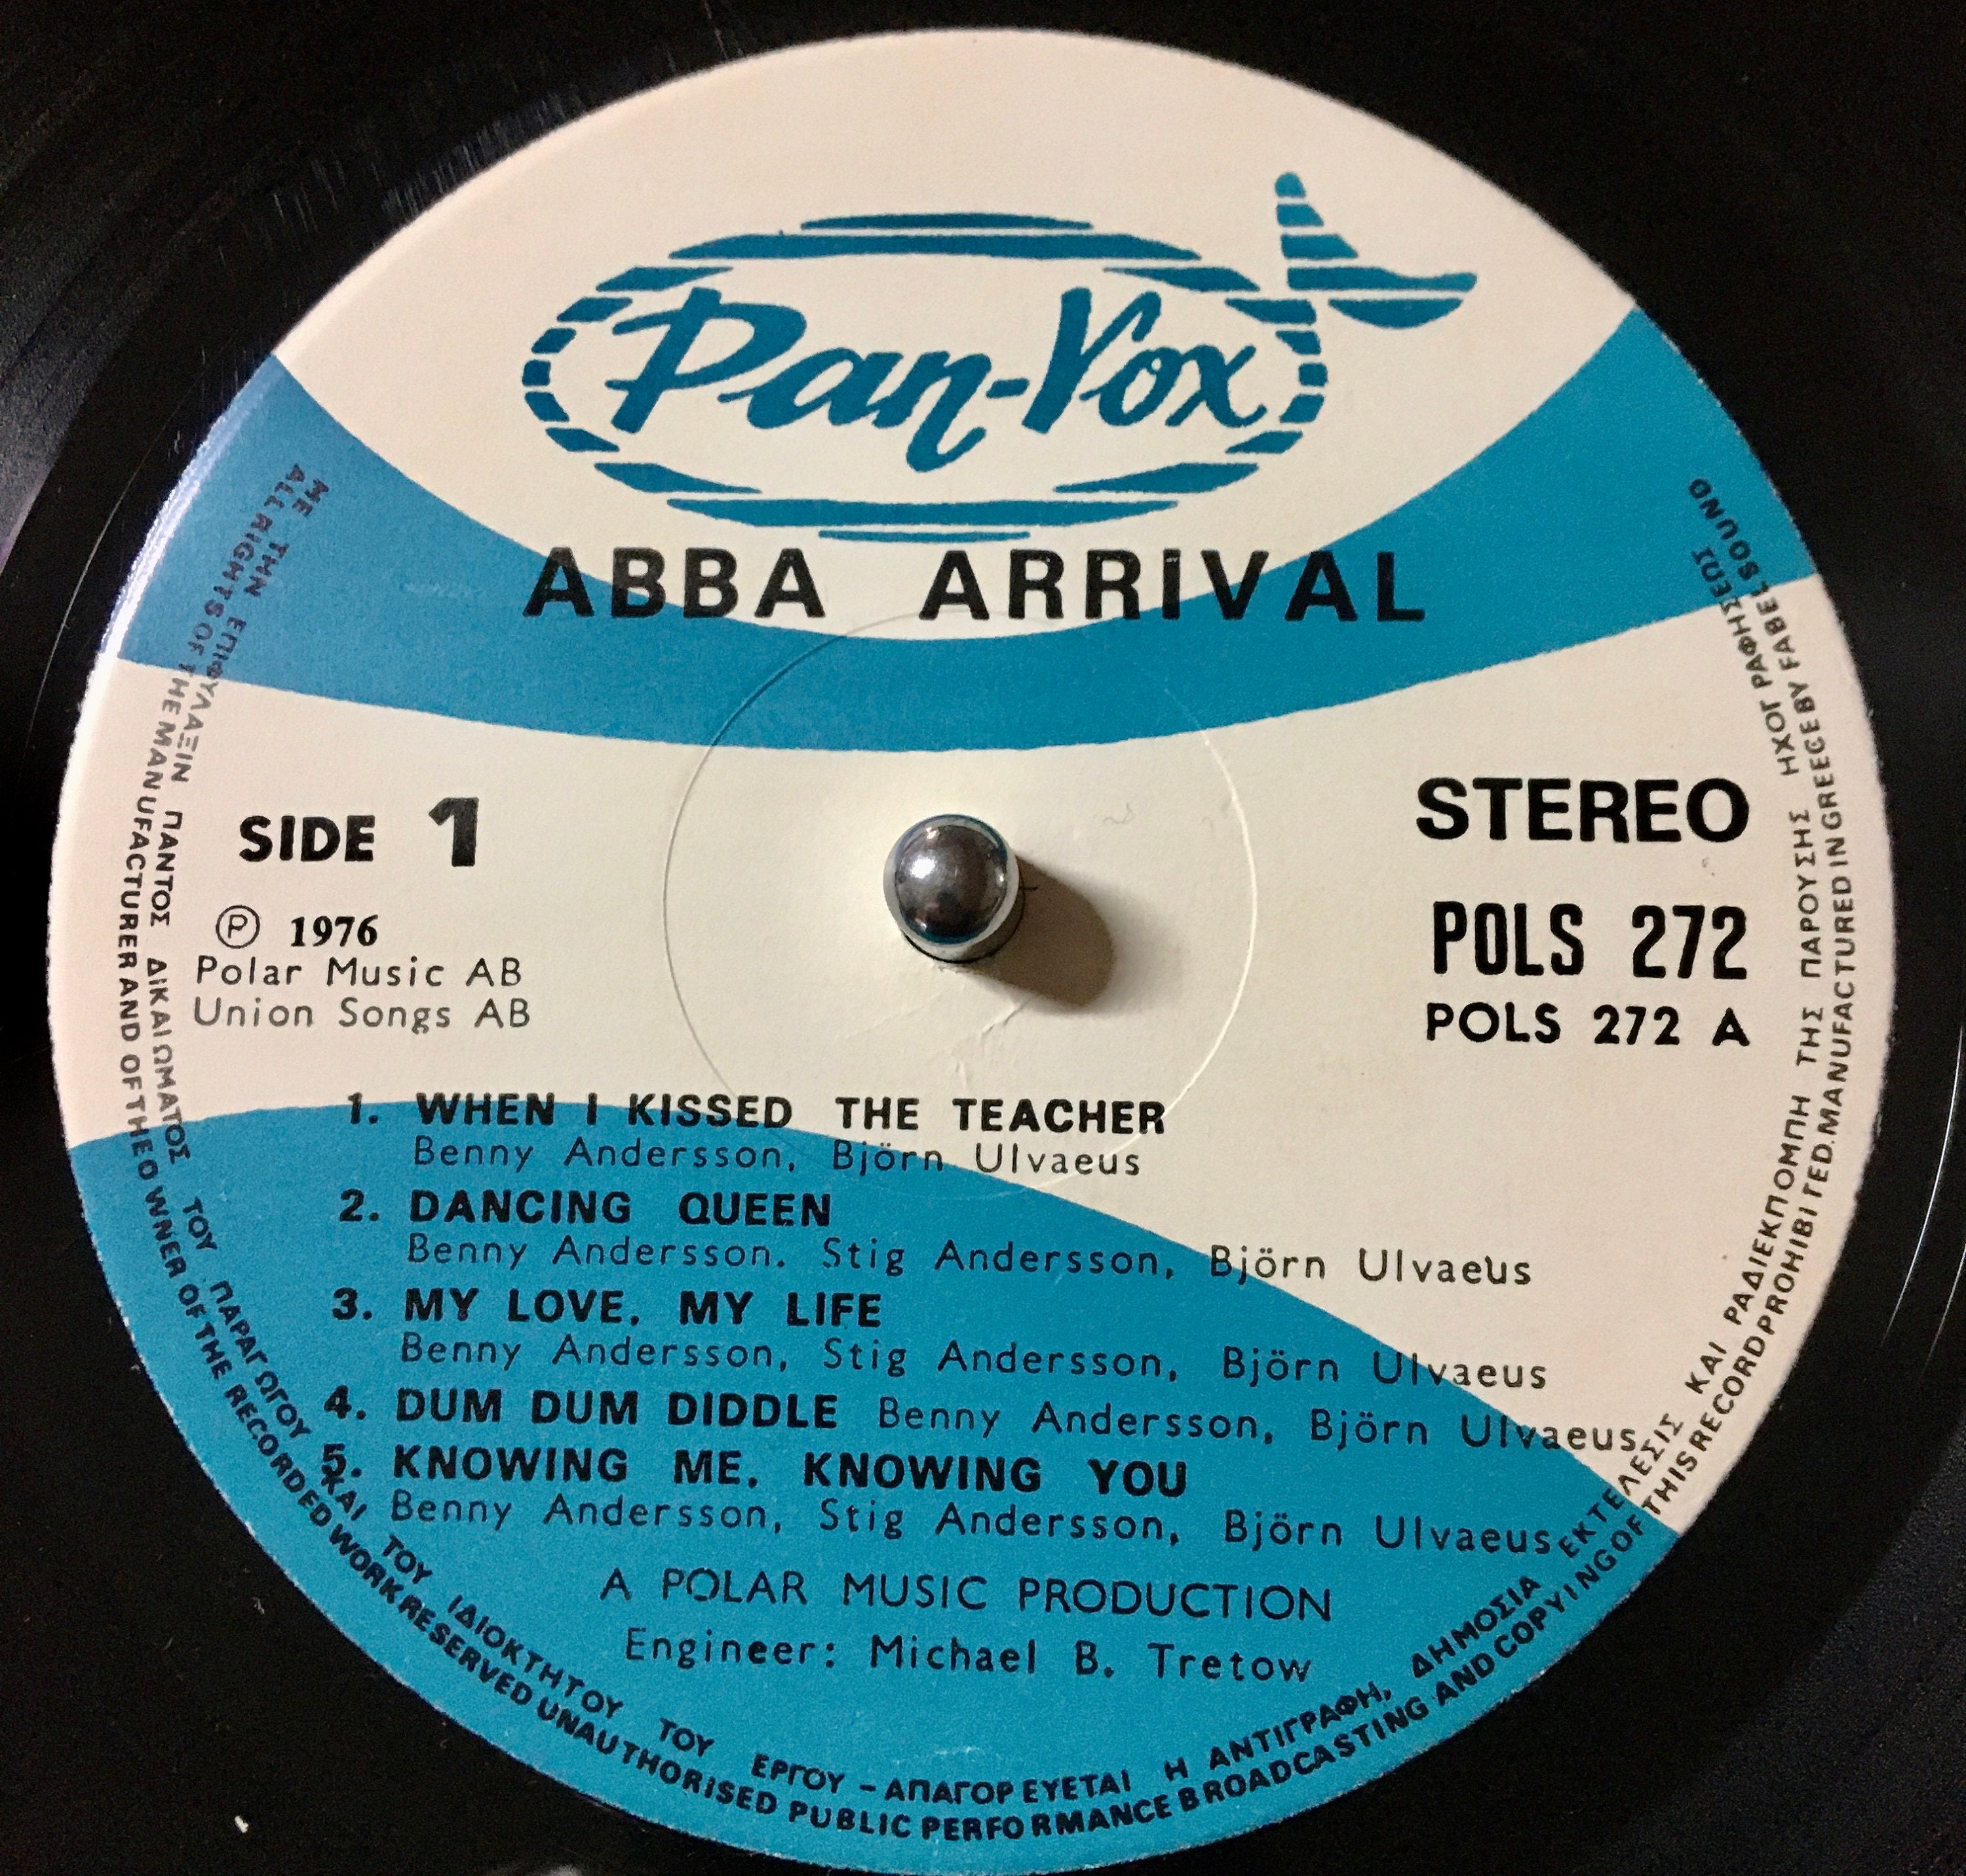 Pan-Vox
ABBA ARRIVAL
SIDE 1
Ⓟ 1976
Polar Music AB
Union Songs AB
STEREO
POLS 272
POLS 272 A
1. WHEN I KISSED THE TEACHER
Benny Andersson, Björn Ulvaeus
2. DANCING QUEEN
Benny Andersson. Stig Andersson, Björn Ulvaeus
3. MY LOVE. MY LIFE
Benny Andersson, Stig Andersson, Björn Ulvaeus
4. DUM DUM DIDDLE Benny Andersson, Björn Ulvaeus
5. KNOWING ME. KNOWING YOU
Benny Andersson, Stig Andersson, Björn Ulvaeus
A POLAR MUSIC PRODUCTION
Engineer: Michael B. Tretow
ΜΕ ΤΗΝ ΕΠΙΦΥΛΑΞΙΝ ΠΑΝΤΟΣ ΔΙΚΑΙΩΜΑΤΟΣ ΤΟΥ ΠΑΡΑΓΩΓΟΥ ΚΑΙ ΤΟΥ ΙΔΙΟΚΤΗΤΟΥ ΤΟΥ ΕΡΓΟΥ – ΑΠΑΓΟΡΕΥΕΤΑΙ Η ΑΝΤΙΓΡΑΦΗ, ΔΗΜΟΣΙΑ ΕΚΤΕΛΕΣΙΣ ΚΑΙ ΡΑΔΙΕΚΠΟΜΠΗ ΤΗΣ ΠΑΡΟΥΣΗΣ
ALL RIGHTS OF THE MANUFACTURER AND OF THE OWNER OF THE RECORDED WORK RESERVED UNAUTHORISED PUBLIC PERFORMANCE BROADCASTING AND COPYING OF THIS RECORD PROHIBITED. MANUFACTURED IN GREECE BY FABELSOUND